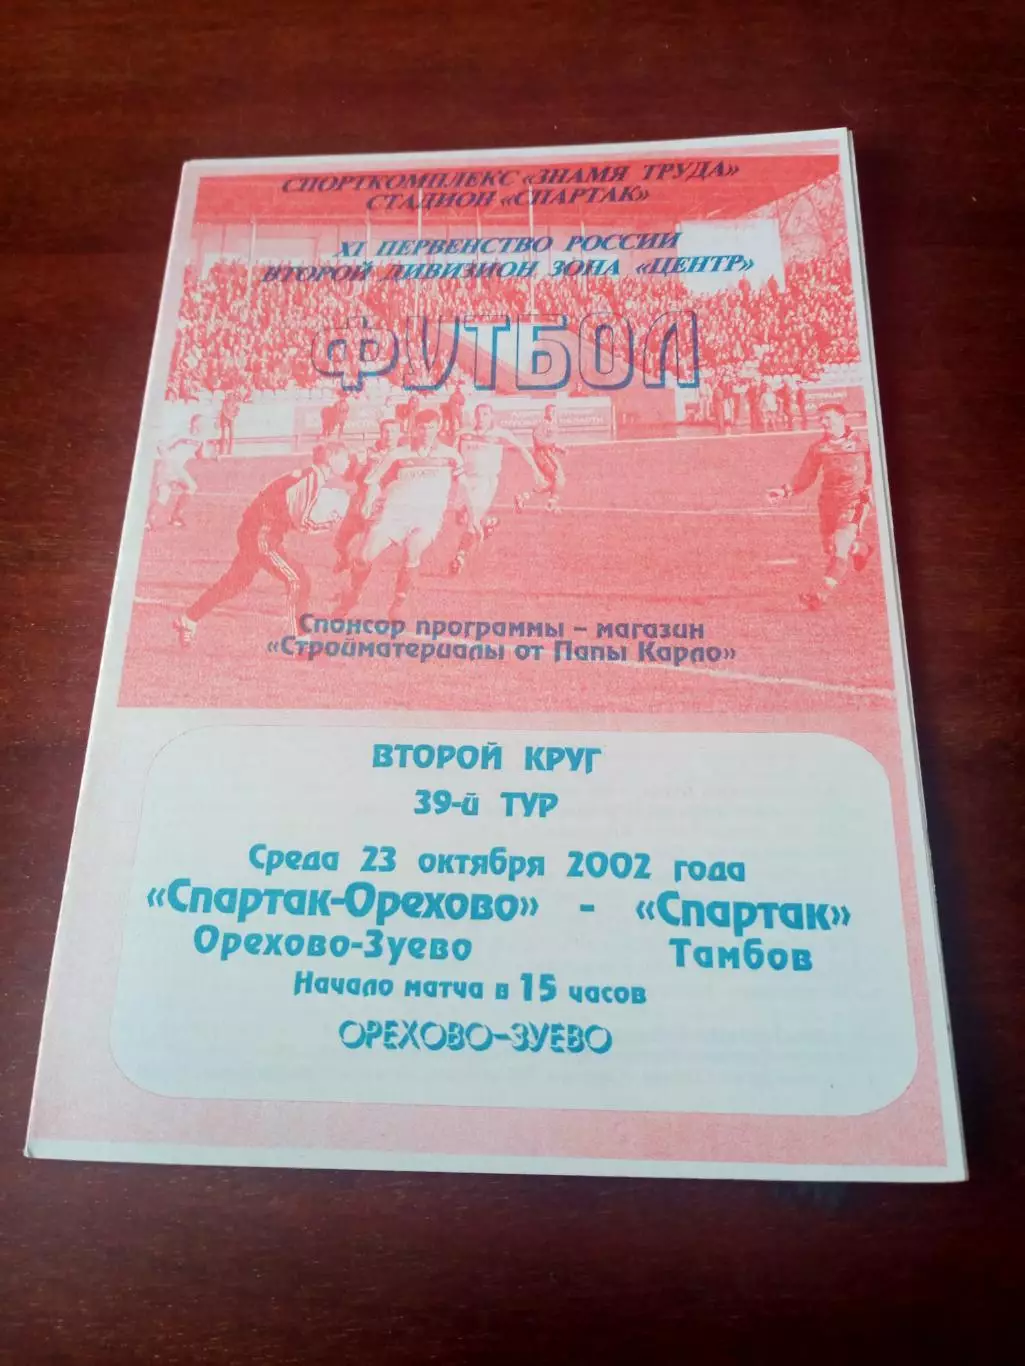 СПОРТКОМПЛЕКС «ЗНАМЯ ТРУДА»
СТАДИОН «СПАРТАК»
XI ПЕРВЕНСТВО РОССИИ
ВТОРОЙ ДИВИЗИОН ЗОНА «ЦЕНТР»
ФУТБОЛ
Спонсор программы – магазин
«Стройматериалы от Папы Карло»
ВТОРОЙ КРУГ
39-й ТУР
Среда 23 октября 2002 года
«Спартак-Орехово» - «Спартак»
Орехово-Зуево Тамбов
Начало матча в 15 часов
ОРЕХОВО-ЗУЕВО